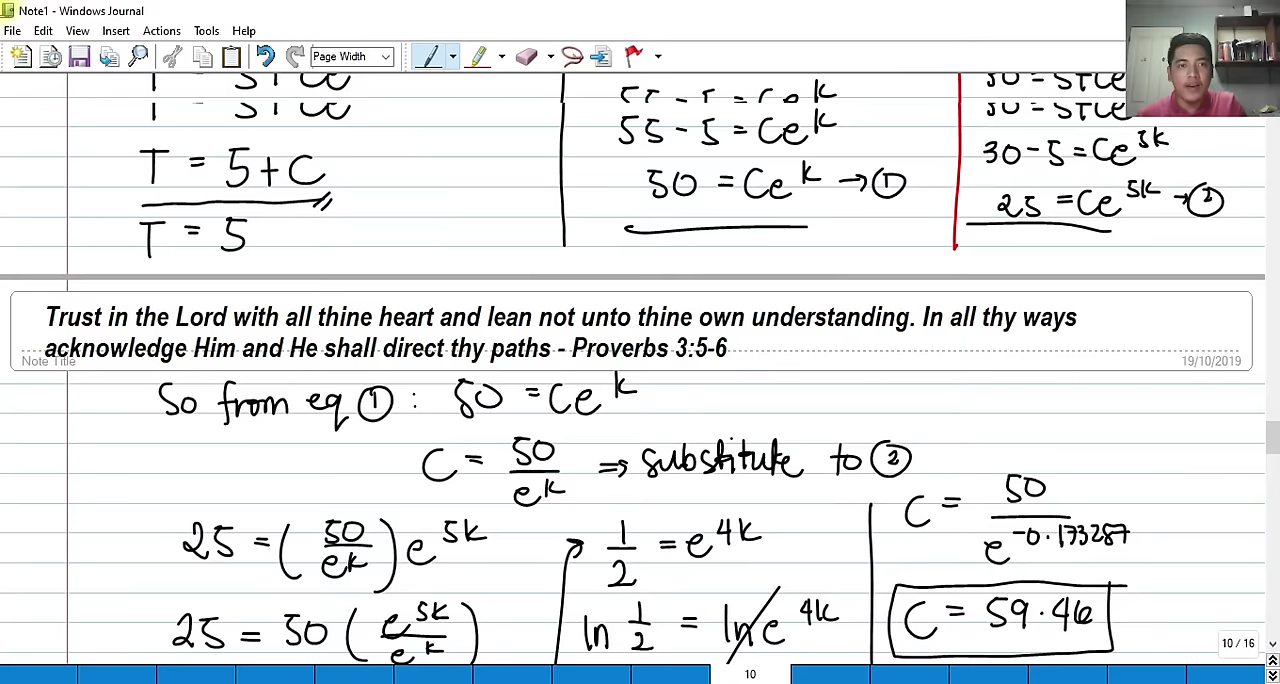 Note1 - Windows Journal
File Edit View Insert Actions Tools Help
Page Width
T = 5 + C
T = 5
55 - 5 = Ce^k
50 = Ce^k → ①
30 - 5 = Ce^5k
25 = Ce^5k → ②
Trust in the Lord with all thine heart and lean not unto thine own understanding. In all thy ways
acknowledge Him and He shall direct thy paths - Proverbs 3:5-6
Note Title
19/10/2019
So from eq ① : 50 = Ce^k
C = 50/e^k ⇒ substitute to ②
25 = (50/e^k) e^5k
25 = 50 (e^5k/e^k)
1/2 = e^4k
ln 1/2 = ln e^4k
C = 50/e^-0.173287
C = 59.46
10 / 16
10